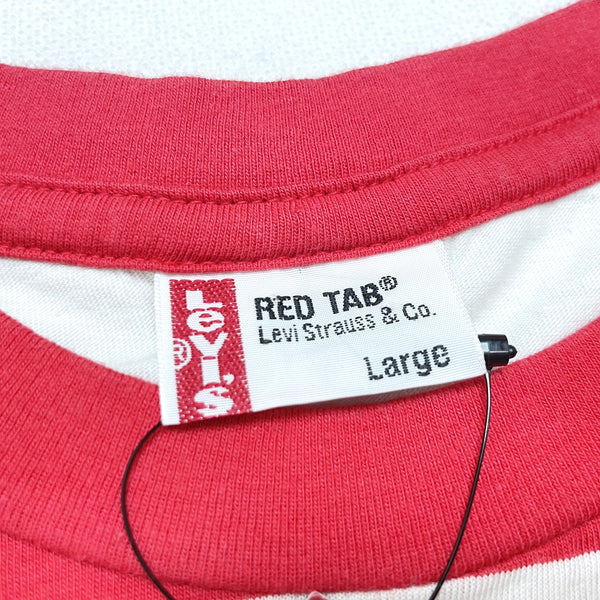 Levi's
®
RED TAB®
Levi Strauss & Co.
Large